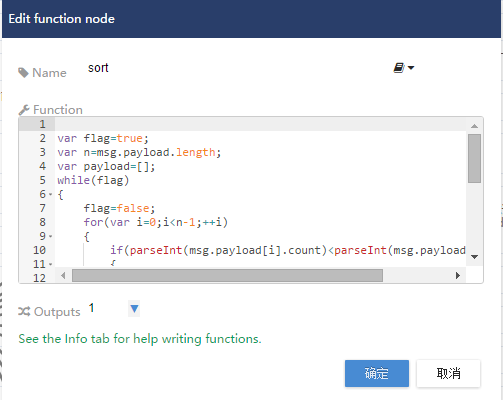 Edit function node
Name
sort
Function
1
2 var flag=true;
3 var n=msg.payload.length;
4 var payload=[];
5 while(flag)
6 {
7 flag=false;
8 for(var i=0;i<n-1;++i)
9 {
10 if(parseInt(msg.payload[i].count)<parseInt(msg.payload
11 {
12
Outputs
1
See the Info tab for help writing functions.
确定
取消